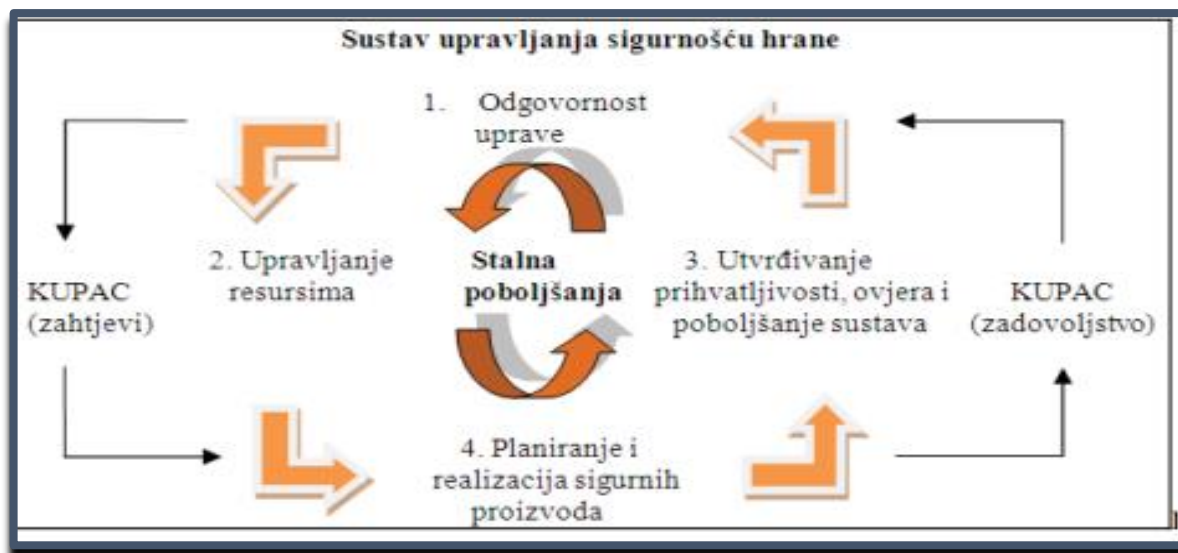 Sustav upravljanja sigurnošću hrane
1. Odgovornost
uprave
2. Upravljanje
resursima
Stalna
poboljšanja
3. Utvrđivanje
prihvatljivosti, ovjera i
poboljšanje sustava
KUPAC
(zahtjevi)
KUPAC
(zadovoljstvo)
4. Planiranje i
realizacija sigurnih
proizvoda